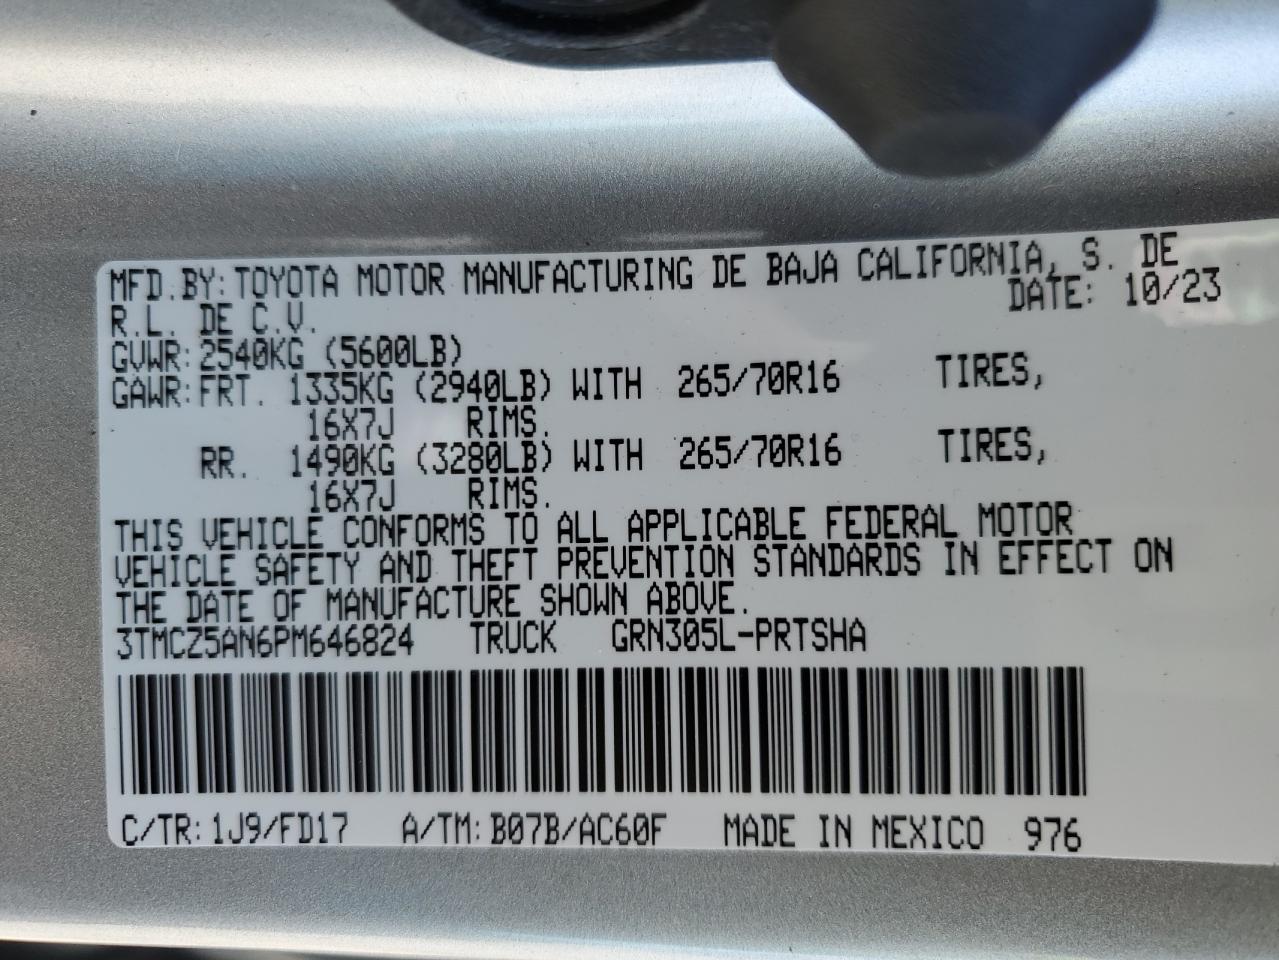 MFD.BY: TOYOTA MOTOR MANUFACTURING DE BAJA CALIFORNIA, S. DE
R.L. DE C.V. DATE: 10/23
GVWR: 2540KG (5600LB)
GAWR: FRT. 1335KG (2940LB) WITH 265/70R16 TIRES,
16X7J RIMS.
RR. 1490KG (3280LB) WITH 265/70R16 TIRES,
16X7J RIMS.
THIS VEHICLE CONFORMS TO ALL APPLICABLE FEDERAL MOTOR
VEHICLE SAFETY AND THEFT PREVENTION STANDARDS IN EFFECT ON
THE DATE OF MANUFACTURE SHOWN ABOVE.
3TMCZ5AN6PM646824 TRUCK GRN305L-PRTSHA
C/TR: 1J9/FD17 A/TM: B07B/AC60F MADE IN MEXICO 976